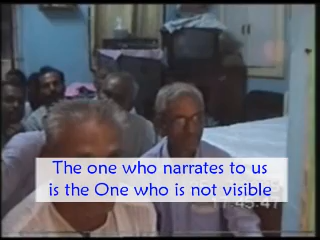 The one who narrates to us
is the One who is not visible